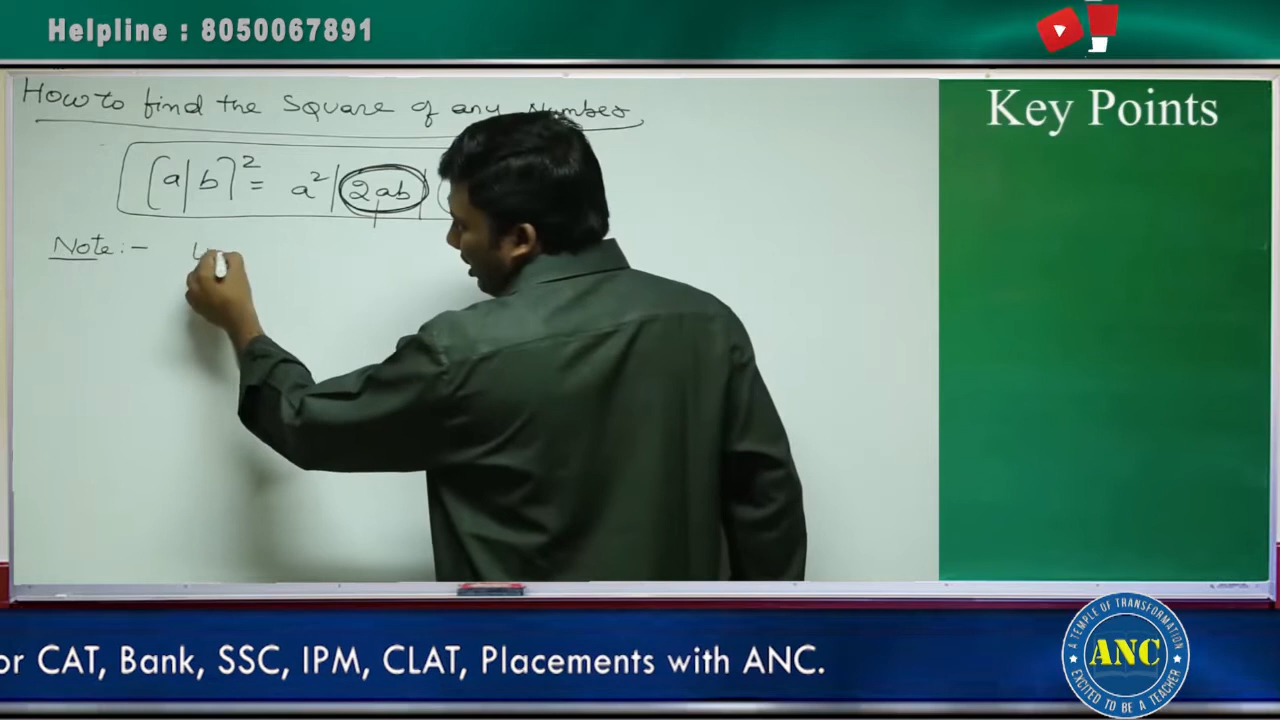 Helpline : 8050067891
How to find the Square of any Number
Key Points
(a|b)² = a² | 2ab |
Note:-
or CAT, Bank, SSC, IPM, CLAT, Placements with ANC.
A TEMPLE OF TRANSFORMATION
ANC
EXCITED TO BE A TEACHER